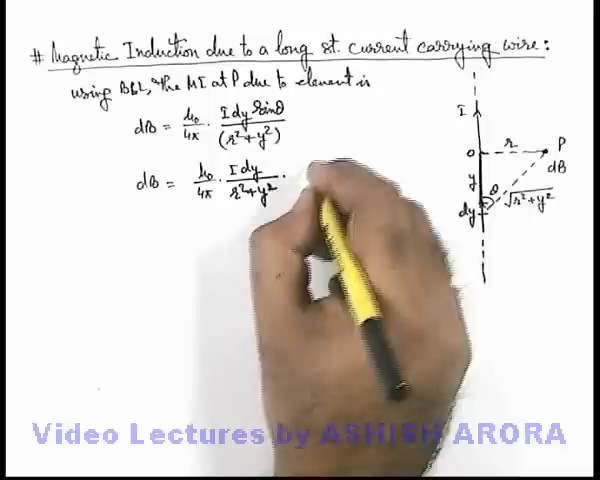 # Magnetic Induction due to a long st. current carrying wire:
using BSL, the MI at P due to element is
dB = μ₀/4π · Idy sinθ/(r²+y²)
dB = μ₀/4π · Idy/r²+y² ·
I
O r P
dB
y
θ
dy √r²+y²
Video Lectures by ASHISH ARORA